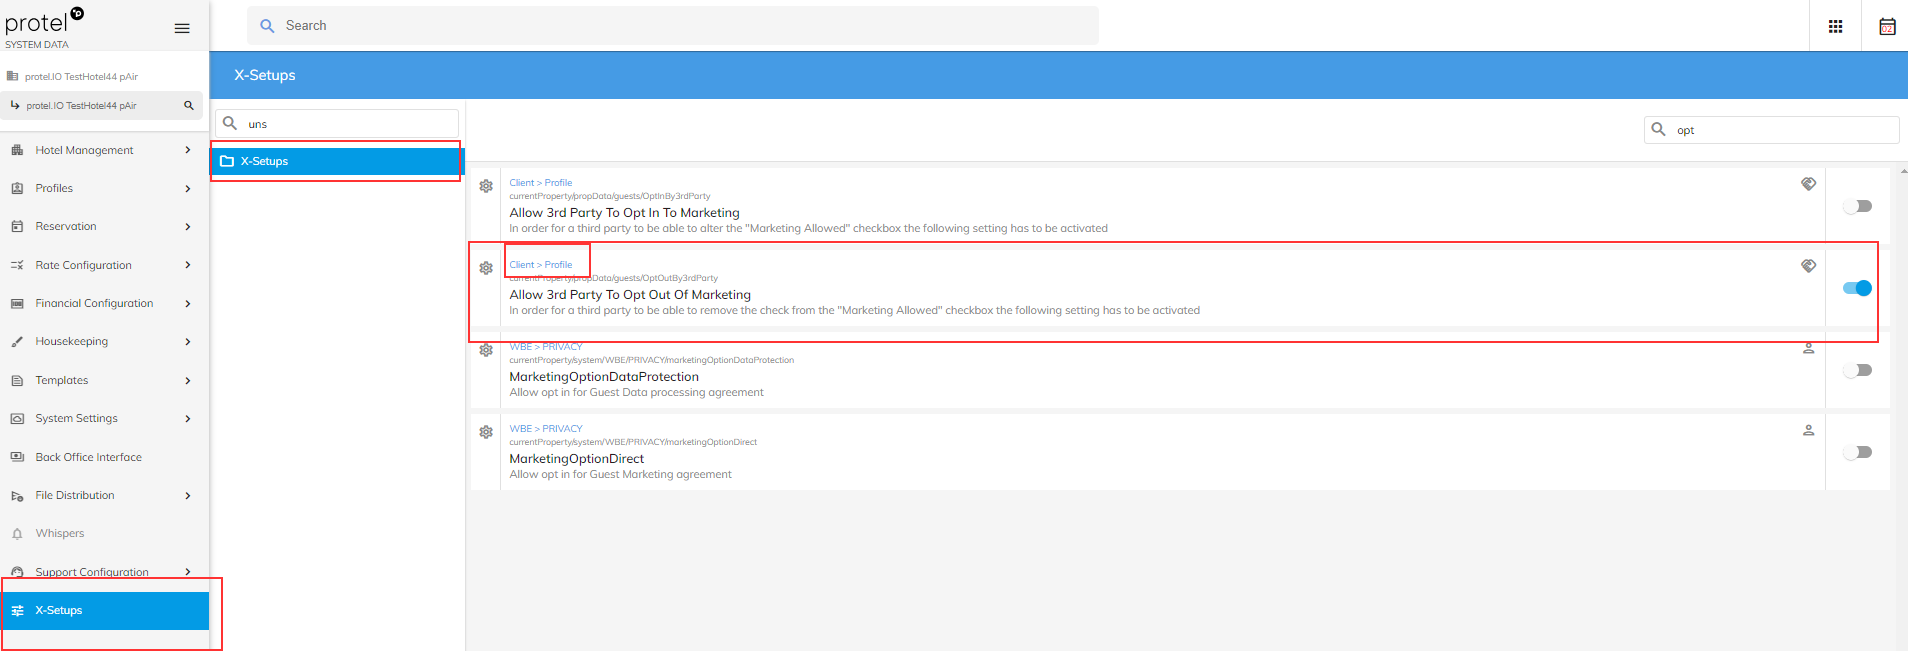 protel
SYSTEM DATA
Search
02
protel.IO TestHotel44 pAir
protel.IO TestHotel44 pAir
X-Setups
uns
X-Setups
opt
Hotel Management
Profiles
Reservation
Rate Configuration
Financial Configuration
Housekeeping
Templates
System Settings
Back Office Interface
File Distribution
Whispers
Support Configuration
X-Setups
Client > Profile
currentProperty/propData/guests/OptInBy3rdParty
Allow 3rd Party To Opt In To Marketing
In order for a third party to be able to alter the "Marketing Allowed" checkbox the following setting has to be activated
Client > Profile
currentProperty/propData/guests/OptOutBy3rdParty
Allow 3rd Party To Opt Out Of Marketing
In order for a third party to be able to remove the check from the "Marketing Allowed" checkbox the following setting has to be activated
WBE > PRIVACY
currentProperty/system/WBE/PRIVACY/marketingOptionDataProtection
MarketingOptionDataProtection
Allow opt in for Guest Data processing agreement
WBE > PRIVACY
currentProperty/system/WBE/PRIVACY/marketingOptionDirect
MarketingOptionDirect
Allow opt in for Guest Marketing agreement